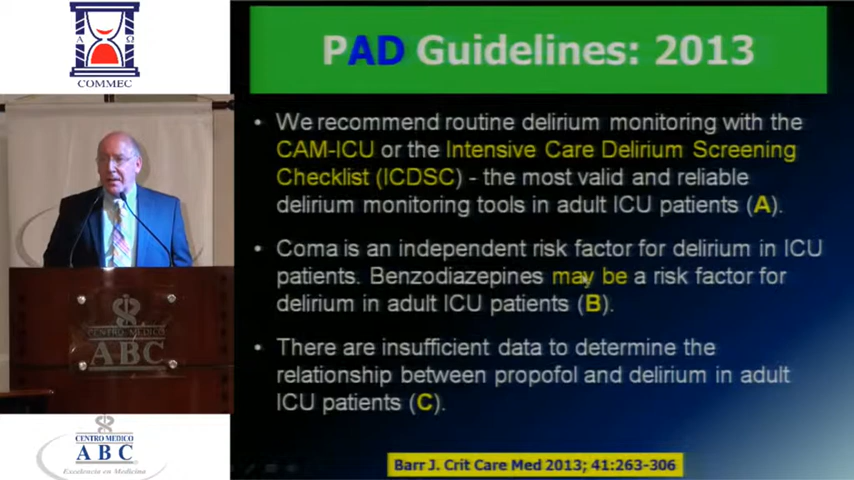 A Ω
COMMEC
CENTRO MEDICO
ABC
CENTRO MEDICO
ABC
Excelencia en Medicina
PAD Guidelines: 2013
• We recommend routine delirium monitoring with the
CAM-ICU or the Intensive Care Delirium Screening
Checklist (ICDSC) - the most valid and reliable
delirium monitoring tools in adult ICU patients (A).
• Coma is an independent risk factor for delirium in ICU
patients. Benzodiazepines may be a risk factor for
delirium in adult ICU patients (B).
• There are insufficient data to determine the
relationship between propofol and delirium in adult
ICU patients (C).
Barr J. Crit Care Med 2013; 41:263-306